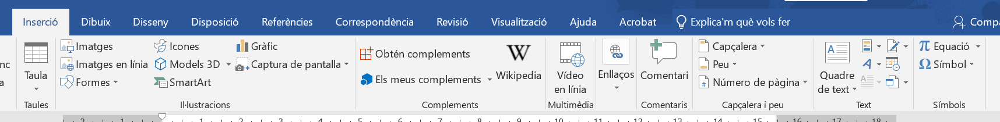 Inserció Dibuix Disseny Disposició Referències Correspondència Revisió Visualització Ajuda Acrobat Explica'm què vols fer Compa
nc
a
Taula
Taules
Imatges
Imatges en línia
Formes
Icones
Models 3D
SmartArt
Gràfic
Captura de pantalla
Il·lustracions
Obtén complements
Els meus complements
W
Wikipedia
Complements
Vídeo
en línia
Multimèdia
Enllaços
Comentari
Comentaris
Capçalera
Peu
# Número de pàgina
Capçalera i peu
A
Quadre
de text
A
A
Text
π Equació
Ω Símbol
Símbols
2 1 1 2 3 4 5 6 7 8 9 10 11 12 13 14 15 16 17 18